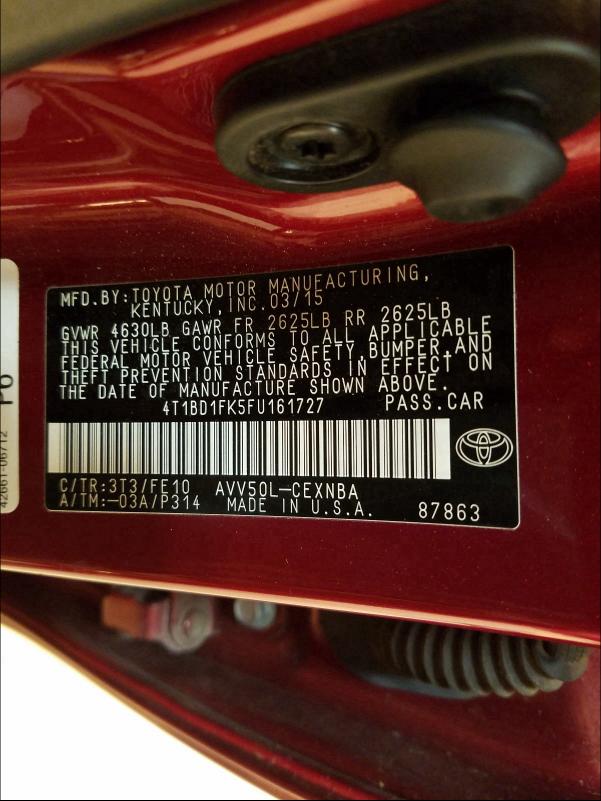 MFD.BY:TOYOTA MOTOR MANUFACTURING,
KENTUCKY,INC.03/15
GVWR 4630LB GAWR FR 2625LB RR 2625LB
THIS VEHICLE CONFORMS TO ALL APPLICABLE
FEDERAL MOTOR VEHICLE SAFETY,BUMPER,AND
THEFT PREVENTION STANDARDS IN EFFECT ON
THE DATE OF MANUFACTURE SHOWN ABOVE.
4T1BD1FK5FU161727 PASS.CAR
C/TR:3T3/FE10 AVV50L-CEXNBA
A/TM:-03A/P314 MADE IN U.S.A. 87863
42661-06712